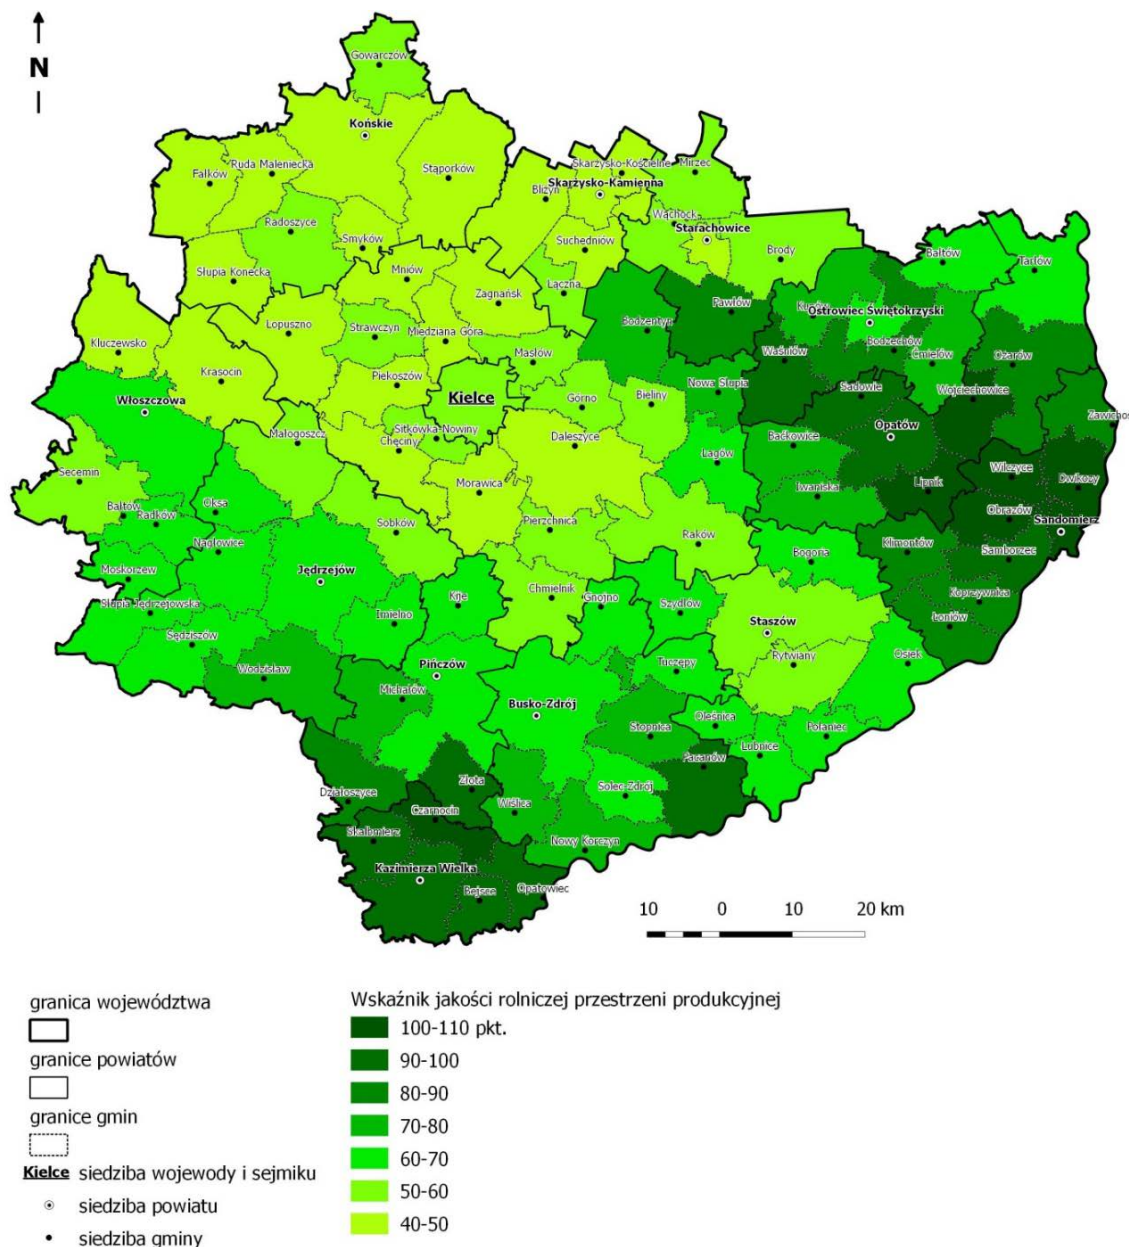 N
Gowarczów
Końskie
Ruda Maleniecka
Fałków
Stąporków
Skarżysko-Kościelne
Mirzec
Skarżysko-Kamienna
Bliżyn
Radoszyce
Smyków
Suchedniów
Wąchock
Starachowice
Brody
Bałtów
Tarłów
Słupia Konecka
Mniów
Zagnańsk
Łączna
Bodzentyn
Pawłów
Kunów
Ostrowiec Świętokrzyski
Kluczewsko
Łopuszno
Strawczyn
Miedziana Góra
Masłów
Waśniów
Bodzechów
Ćmielów
Ożarów
Krasocin
Piekoszów
Kielce
Górno
Bieliny
Nowa Słupia
Sadowie
Wojciechowice
Włoszczowa
Małogoszcz
Sitkówka-Nowiny
Chęciny
Daleszyce
Łagów
Baćkowice
Opatów
Zawichost
Secemin
Morawica
Iwaniska
Lipnik
Wilczyce
Dwikozy
Bałtów
Radków
Oksa
Sobków
Pierzchnica
Raków
Obrazów
Sandomierz
Nagłowice
Bogoria
Klimontów
Samborzec
Moskorzew
Jędrzejów
Chmielnik
Koprzywnica
Słupia Jędrzejowska
Imielno
Kije
Gnojno
Szydłów
Staszów
Łoniów
Sędziszów
Wodzisław
Pińczów
Tuczępy
Rytwiany
Osiek
Michałów
Busko-Zdrój
Stopnica
Oleśnica
Połaniec
Łubnice
Pacanów
Złota
Solec-Zdrój
Działoszyce
Czarnocin
Wiślica
Skalbmierz
Nowy Korczyn
Kazimierza Wielka
Bejsce
Opatowiec
10 0 10 20 km
granica województwa
granice powiatów
granice gmin
Kielce siedziba wojewody i sejmiku
siedziba powiatu
siedziba gminy
Wskaźnik jakości rolniczej przestrzeni produkcyjnej
100-110 pkt.
90-100
80-90
70-80
60-70
50-60
40-50